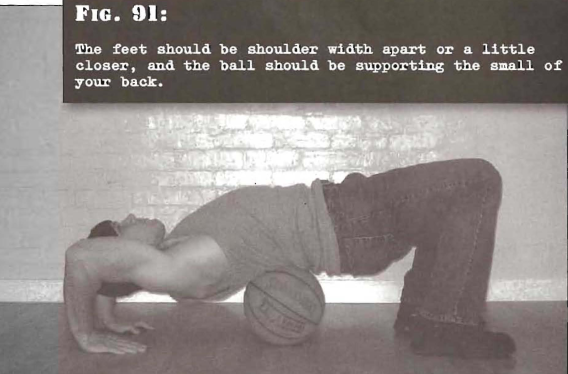 FIG. 91:
The feet should be shoulder width apart or a little
closer, and the ball should be supporting the small of
your back.